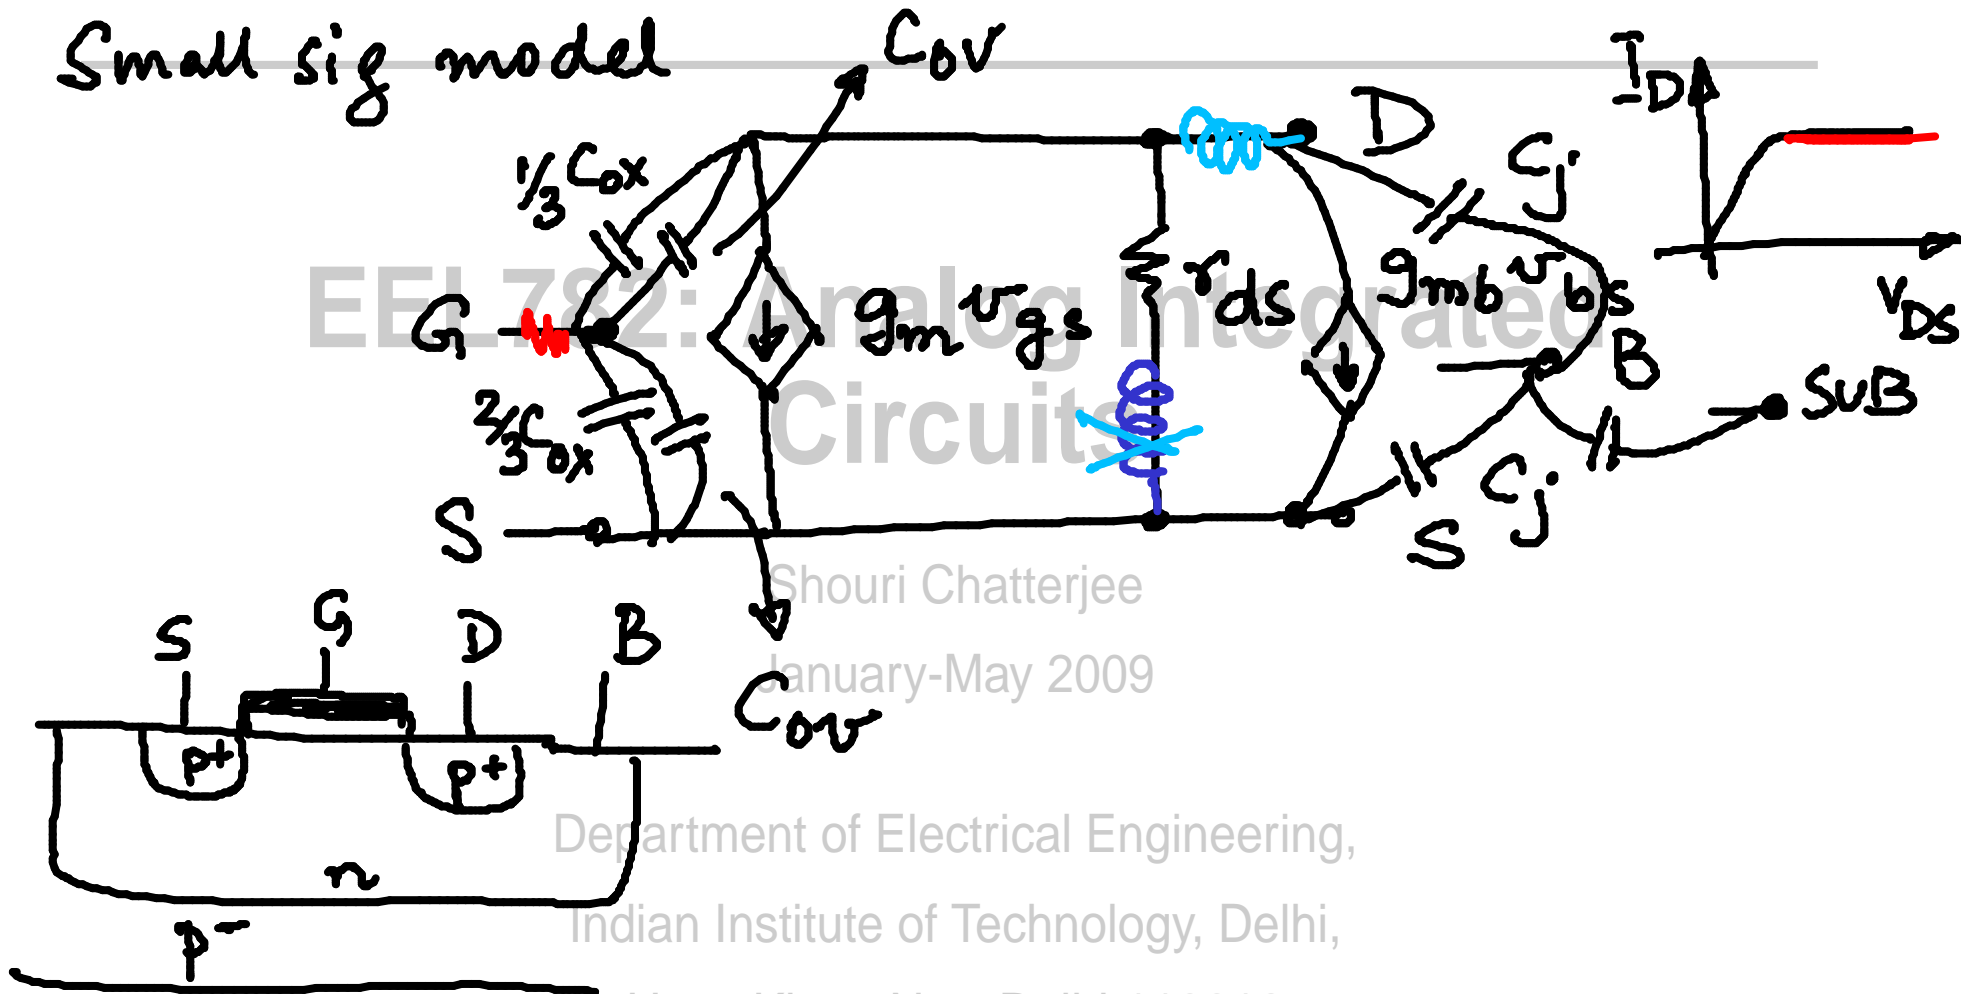 Small sig model
Cov
ID
D
1/3 Cox
Cj
EEL782: Analog Integrated
Circuits
G
gm vgs
rds
gmb vbs
VDS
B
SUB
2/3 Cox
S
Cj
S
Shouri Chatterjee
S G D B
January-May 2009
Cov
p+ p+
Department of Electrical Engineering,
n
Indian Institute of Technology, Delhi,
p-